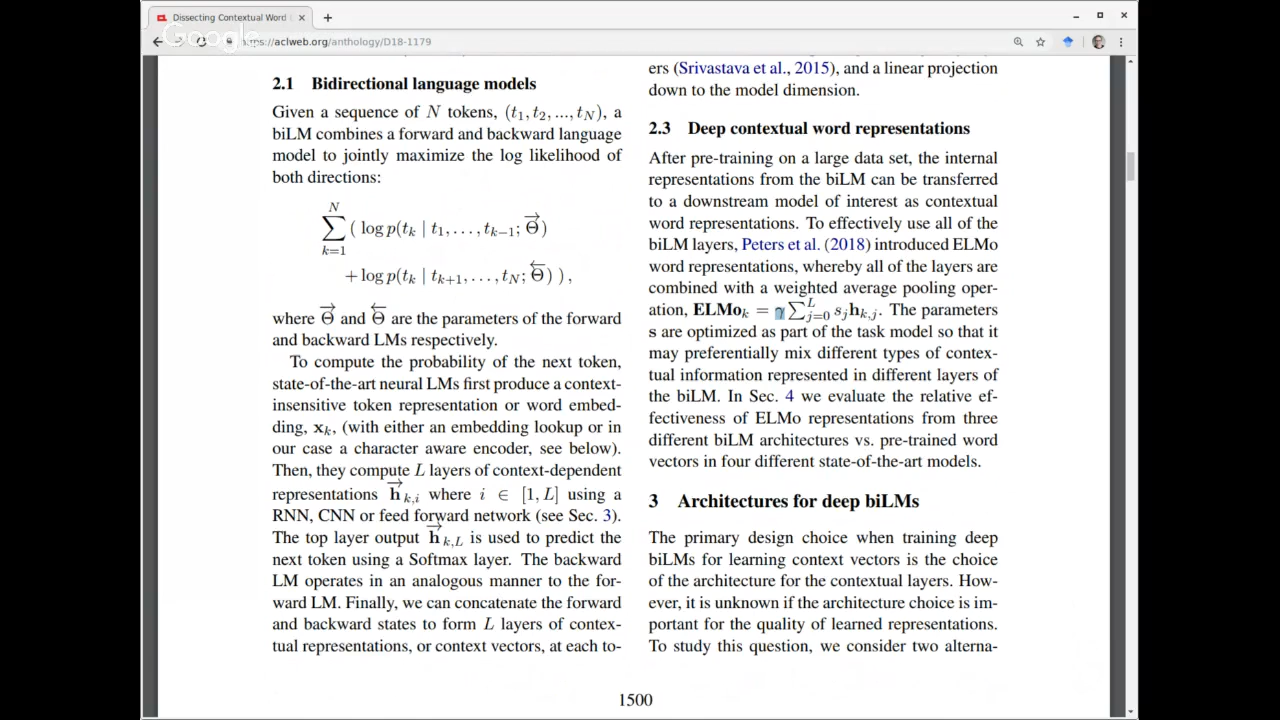 Dissecting Contextual Word
Google
https://aclweb.org/anthology/D18-1179
2.1 Bidirectional language models
Given a sequence of N tokens, (t₁, t₂, ..., t_N), a
biLM combines a forward and backward language
model to jointly maximize the log likelihood of
both directions:
N
∑ ( log p(t_k | t₁, . . . , t_{k−1}; →Θ)
k=1
+ log p(t_k | t_{k+1}, . . . , t_N; ←Θ) ) ,
where →Θ and ←Θ are the parameters of the forward
and backward LMs respectively.
To compute the probability of the next token,
state-of-the-art neural LMs first produce a context-
insensitive token representation or word embed-
ding, x_k, (with either an embedding lookup or in
our case a character aware encoder, see below).
Then, they compute L layers of context-dependent
representations →h_{k,i} where i ∈ [1, L] using a
RNN, CNN or feed forward network (see Sec. 3).
The top layer output →h_{k,L} is used to predict the
next token using a Softmax layer. The backward
LM operates in an analogous manner to the for-
ward LM. Finally, we can concatenate the forward
and backward states to form L layers of contex-
tual representations, or context vectors, at each to-
ers (Srivastava et al., 2015), and a linear projection
down to the model dimension.
2.3 Deep contextual word representations
After pre-training on a large data set, the internal
representations from the biLM can be transferred
to a downstream model of interest as contextual
word representations. To effectively use all of the
biLM layers, Peters et al. (2018) introduced ELMo
word representations, whereby all of the layers are
combined with a weighted average pooling oper-
ation, ELMo_k = γ ∑_{j=0}^{L} s_j h_{k,j}. The parameters
s are optimized as part of the task model so that it
may preferentially mix different types of contex-
tual information represented in different layers of
the biLM. In Sec. 4 we evaluate the relative ef-
fectiveness of ELMo representations from three
different biLM architectures vs. pre-trained word
vectors in four different state-of-the-art models.
3 Architectures for deep biLMs
The primary design choice when training deep
biLMs for learning context vectors is the choice
of the architecture for the contextual layers. How-
ever, it is unknown if the architecture choice is im-
portant for the quality of learned representations.
To study this question, we consider two alterna-
1500